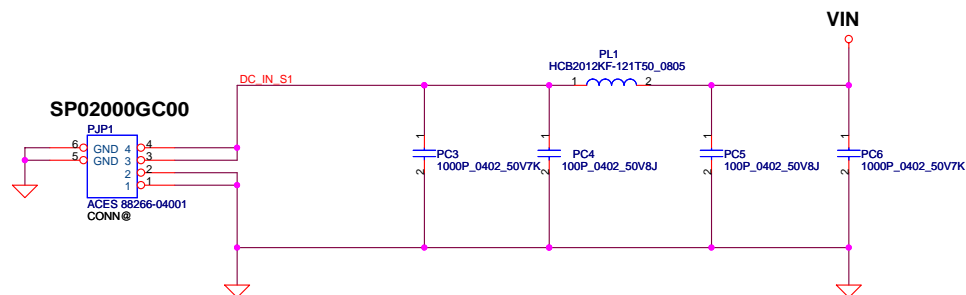 VIN
PL1
HCB2012KF-121T50_0805
DC_IN_S1
1 2
SP02000GC00
PJP1
6 GND 4 4
5 GND 3 3
2 2
1 1
ACES 88266-04001
CONN@
1
PC3
1000P_0402_50V7K
2
1
PC4
100P_0402_50V8J
2
1
PC5
100P_0402_50V8J
2
1
PC6
1000P_0402_50V7K
2